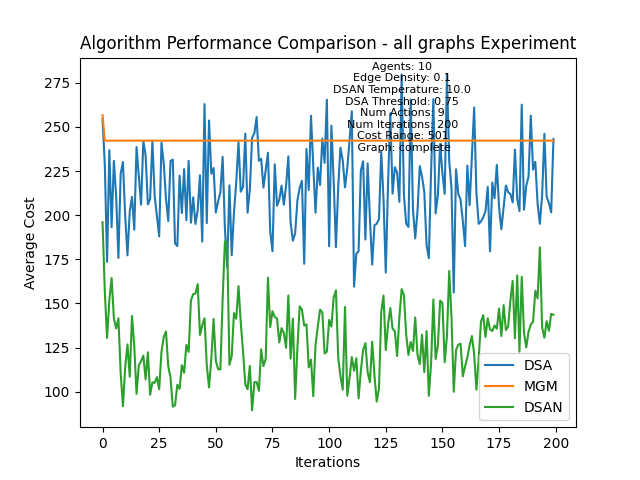 Algorithm Performance Comparison - all graphs Experiment
Agents: 10
Edge Density: 0.1
DSAN Temperature: 10.0
DSA Threshold: 0.75
Num Actions: 9
Num Iterations: 200
Cost Range: 501
Graph: complete
275
250
225
200
175
150
125
100
Average Cost
0
25
50
75
100
125
150
175
200
Iterations
DSA
MGM
DSAN